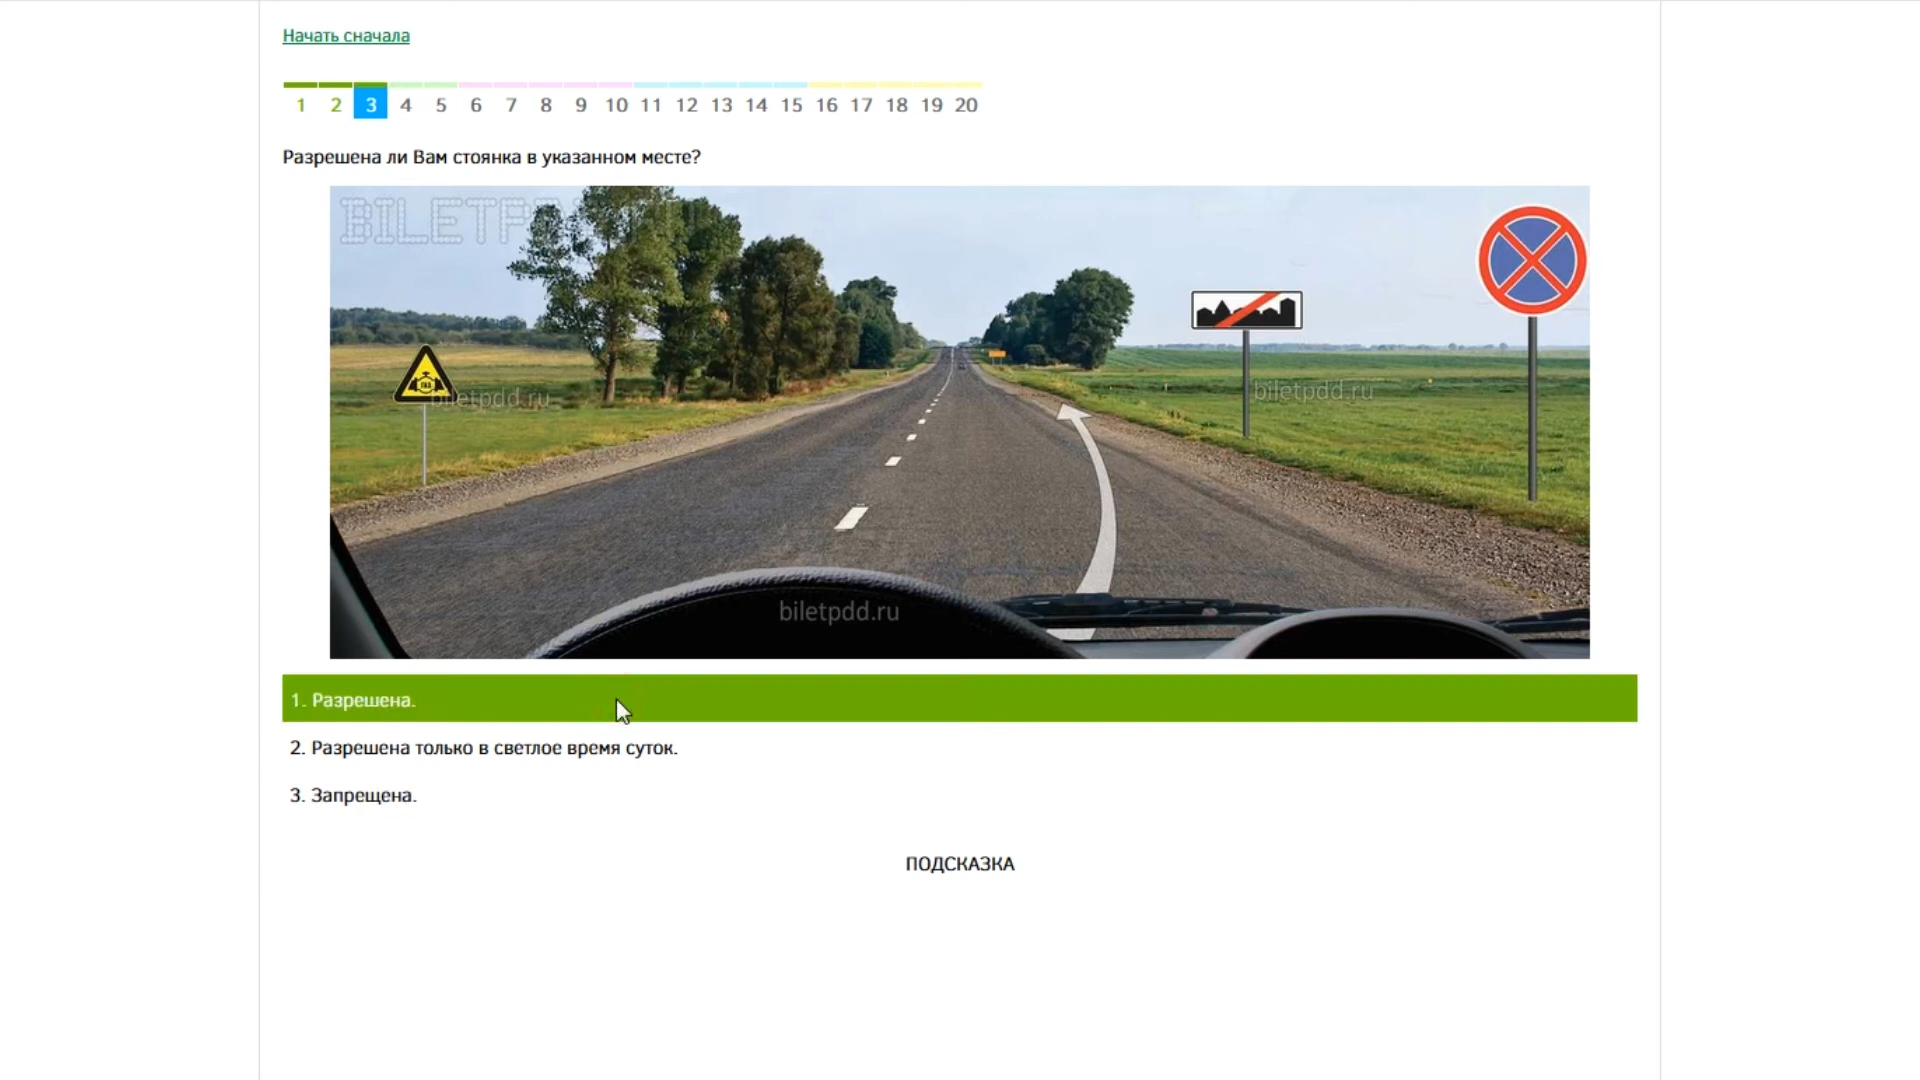 Начать сначала
1 2 3 4 5 6 7 8 9 10 11 12 13 14 15 16 17 18 19 20
Разрешена ли Вам стоянка в указанном месте?
ГАЗ
biletpdd.ru
biletpdd.ru
biletpdd.ru
1. Разрешена.
2. Разрешена только в светлое время суток.
3. Запрещена.
ПОДСКАЗКА